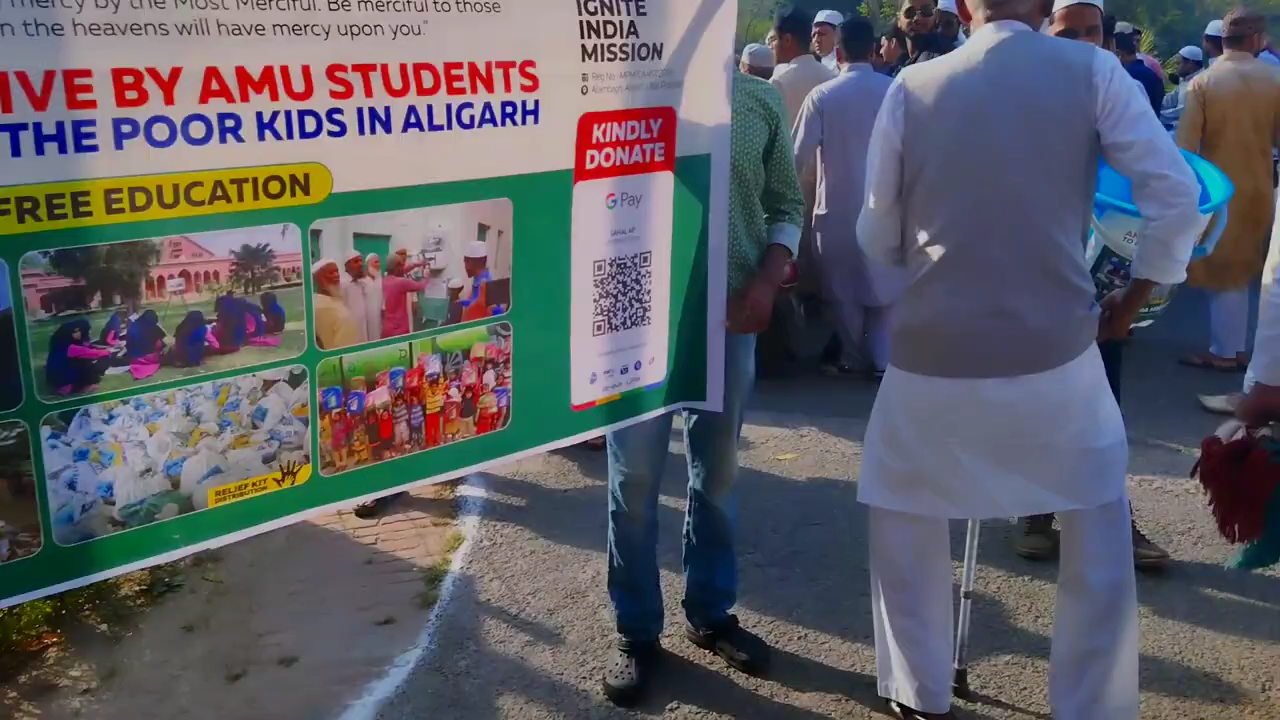 mercy by the Most Merciful. Be merciful to those
n the heavens will have mercy upon you."
IVE BY AMU STUDENTS
THE POOR KIDS IN ALIGARH
FREE EDUCATION
RELIEF KIT
DISTRIBUTION
IGNITE
INDIA
MISSION
KINDLY
DONATE
G Pay